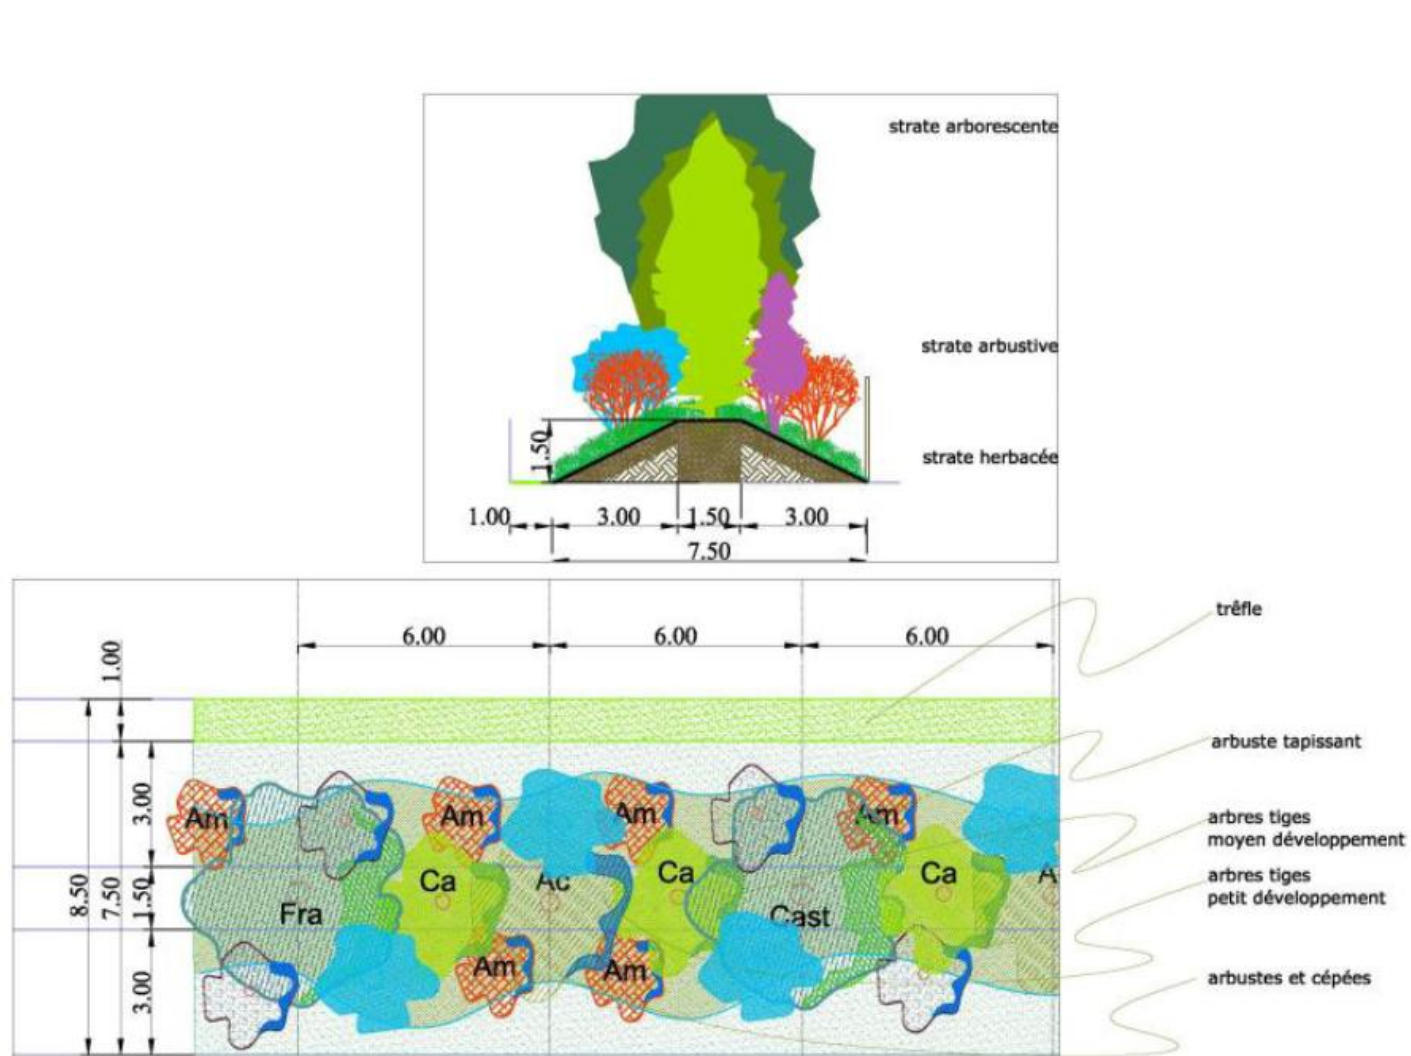 strate arborescente
strate arbustive
1.50
strate herbacée
1.00 3.00 1.50 3.00
7.50
trêfle
6.00 6.00 6.00
1.00
arbuste tapissant
3.00
Am Am Am Am
arbres tiges
moyen développement
8.50 7.50 1.50
Ca Ac Ca Ca A
arbres tiges
petit développement
Fra Cast
3.00
Am Am
arbustes et cépées